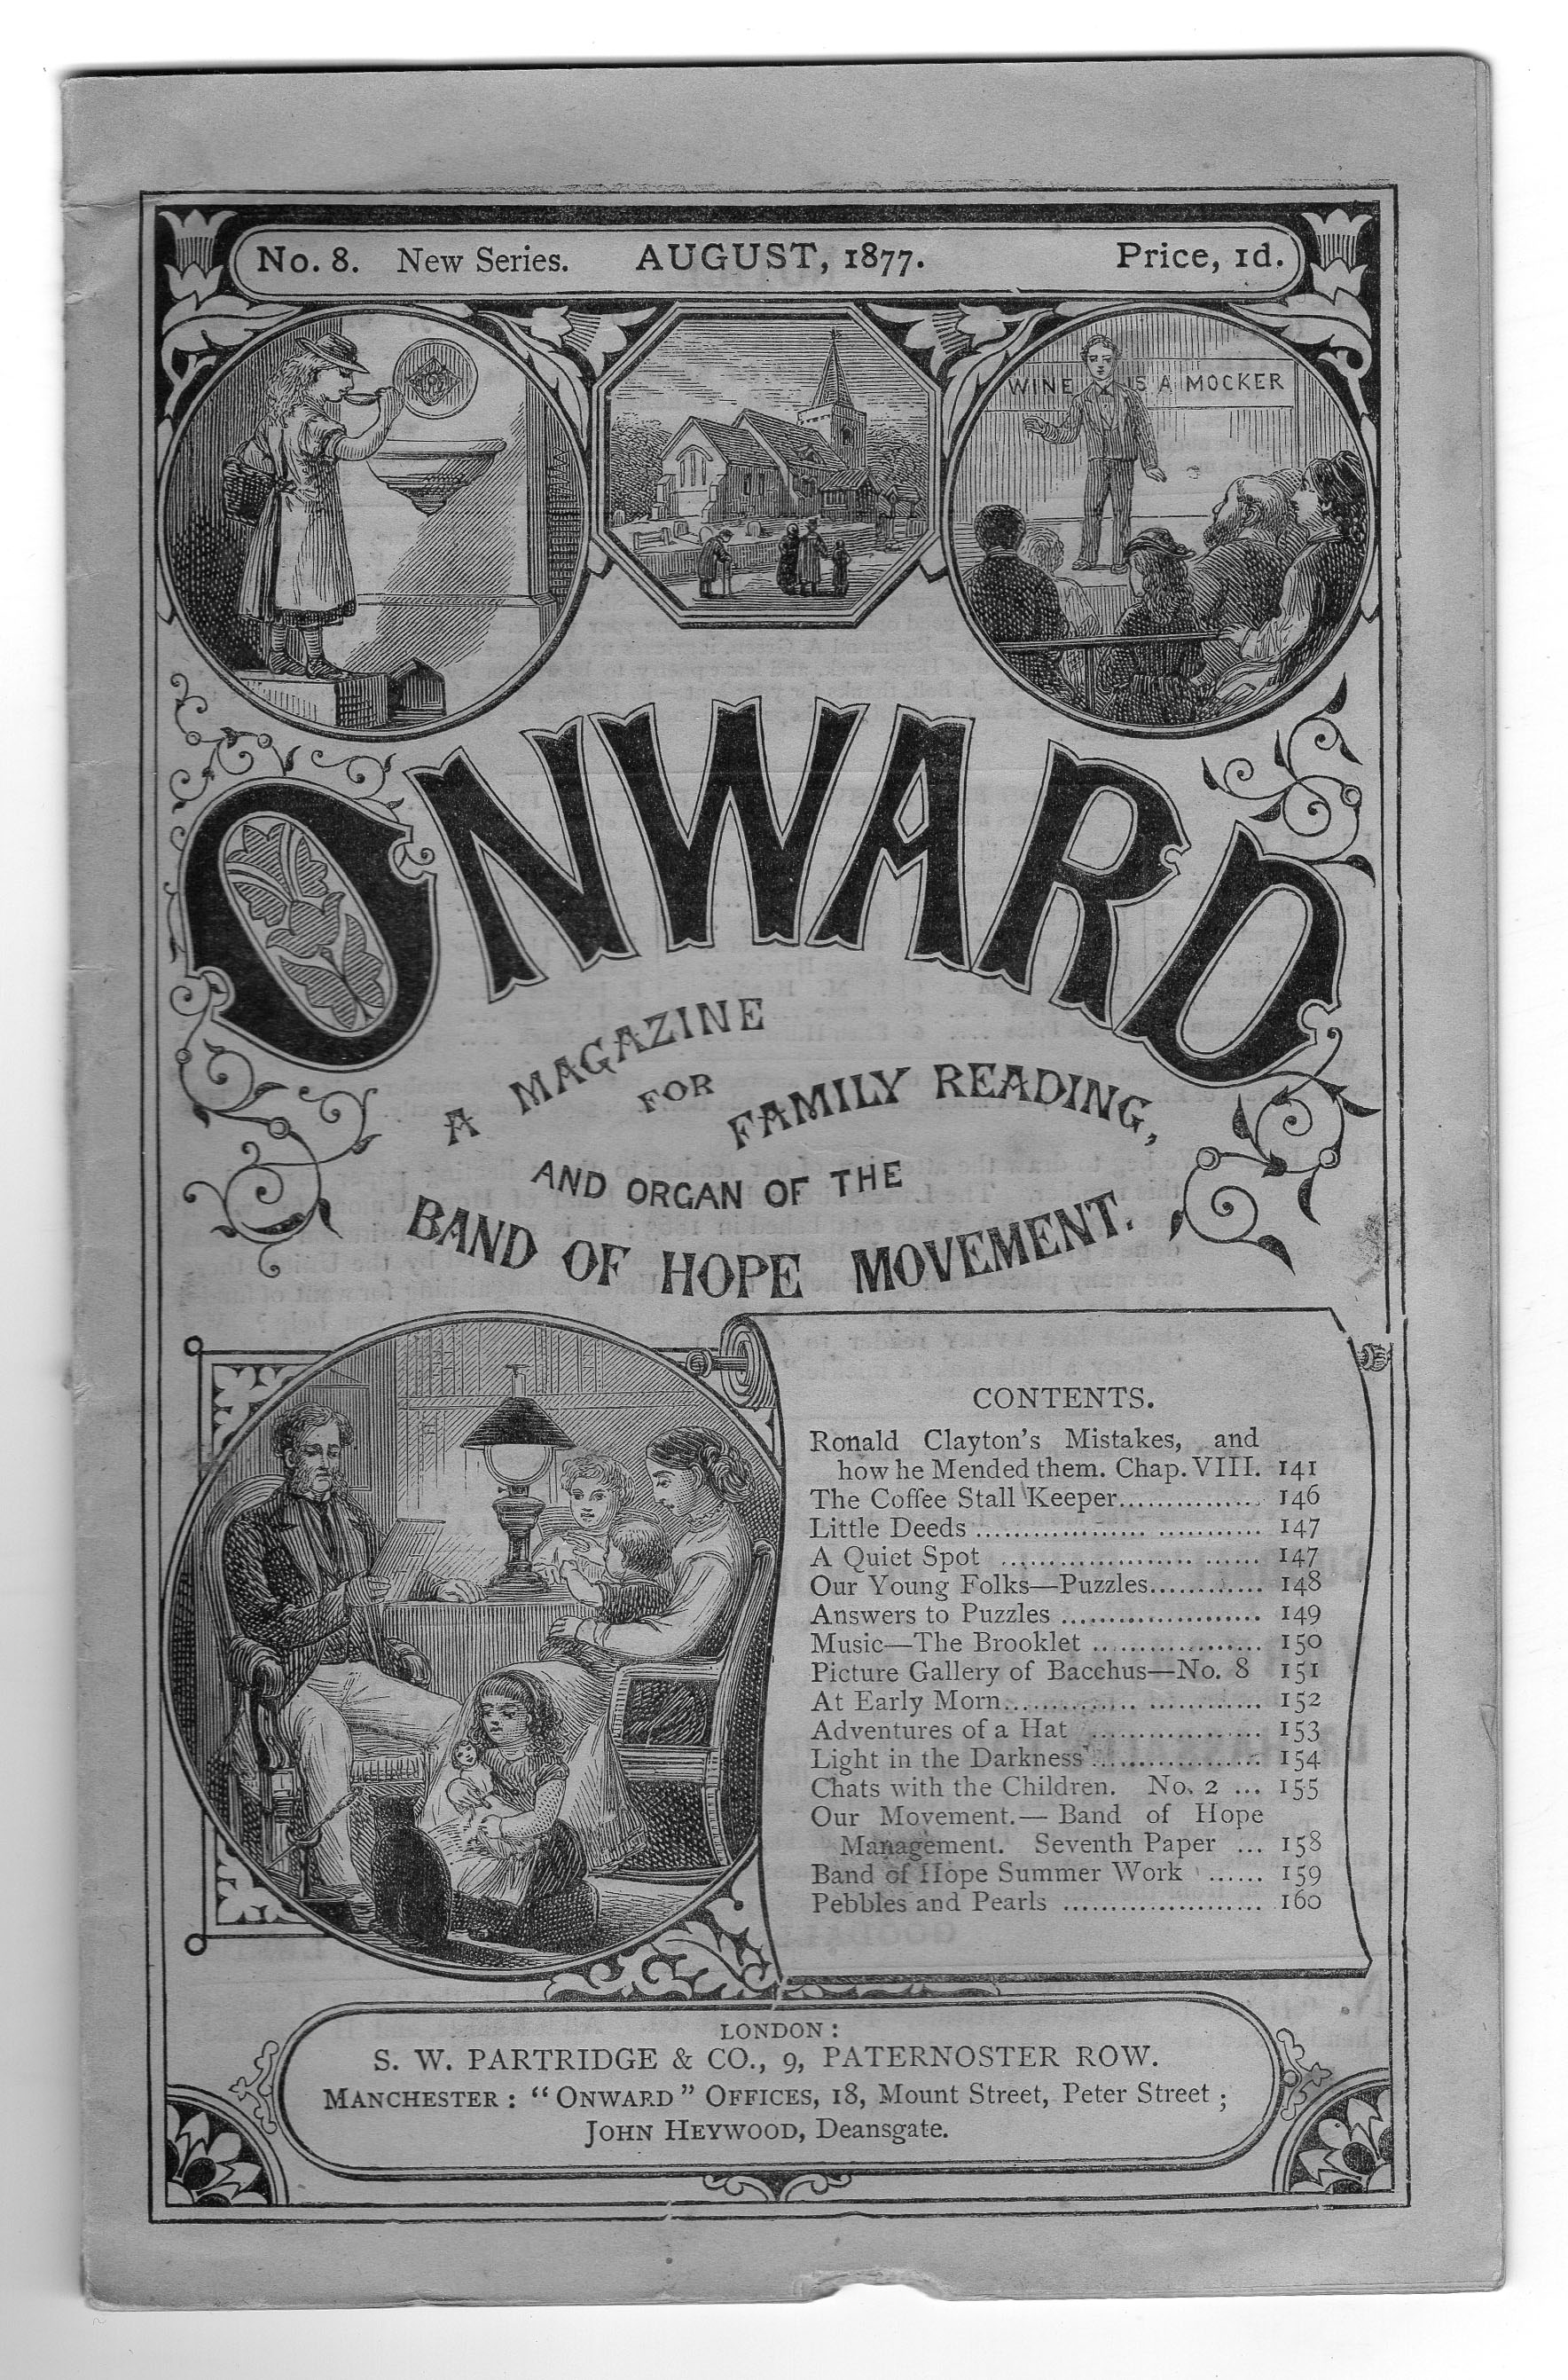 No. 8. New Series. AUGUST, 1877. Price, 1d.
WINE IS A MOCKER
ONWARD
A MAGAZINE
FOR
FAMILY READING,
AND ORGAN OF THE
BAND OF HOPE MOVEMENT.
CONTENTS.
Ronald Clayton's Mistakes, and
how he Mended them. Chap. VIII. 141
The Coffee Stall Keeper............... 146
Little Deeds .............................. 147
A Quiet Spot ........................... 147
Our Young Folks—Puzzles............ 148
Answers to Puzzles ..................... 149
Music—The Brooklet .................. 150
Picture Gallery of Bacchus—No. 8 151
At Early Morn........................... 152
Adventures of a Hat .................. 153
Light in the Darkness .................. 154
Chats with the Children. No. 2 ... 155
Our Movement.— Band of Hope
Management. Seventh Paper ... 158
Band of Hope Summer Work ...... 159
Pebbles and Pearls ..................... 160
LONDON :
S. W. PARTRIDGE & CO., 9, PATERNOSTER ROW.
MANCHESTER : "ONWARD" OFFICES, 18, Mount Street, Peter Street ;
JOHN HEYWOOD, Deansgate.